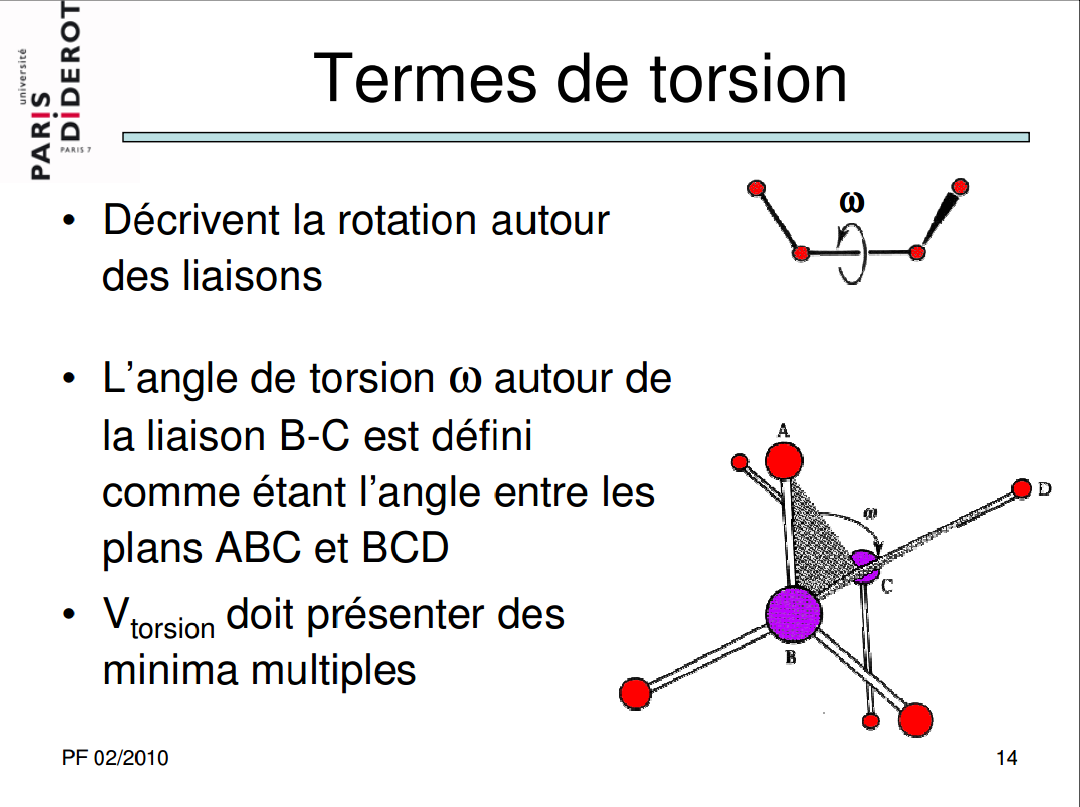 université
PARIS
DiDEROT
PARIS 7
Termes de torsion
• Décrivent la rotation autour
des liaisons
ω
• L’angle de torsion ω autour de
la liaison B-C est défini
comme étant l’angle entre les
plans ABC et BCD
• Vtorsion doit présenter des
minima multiples
A
D
ω
C
B
PF 02/2010
14